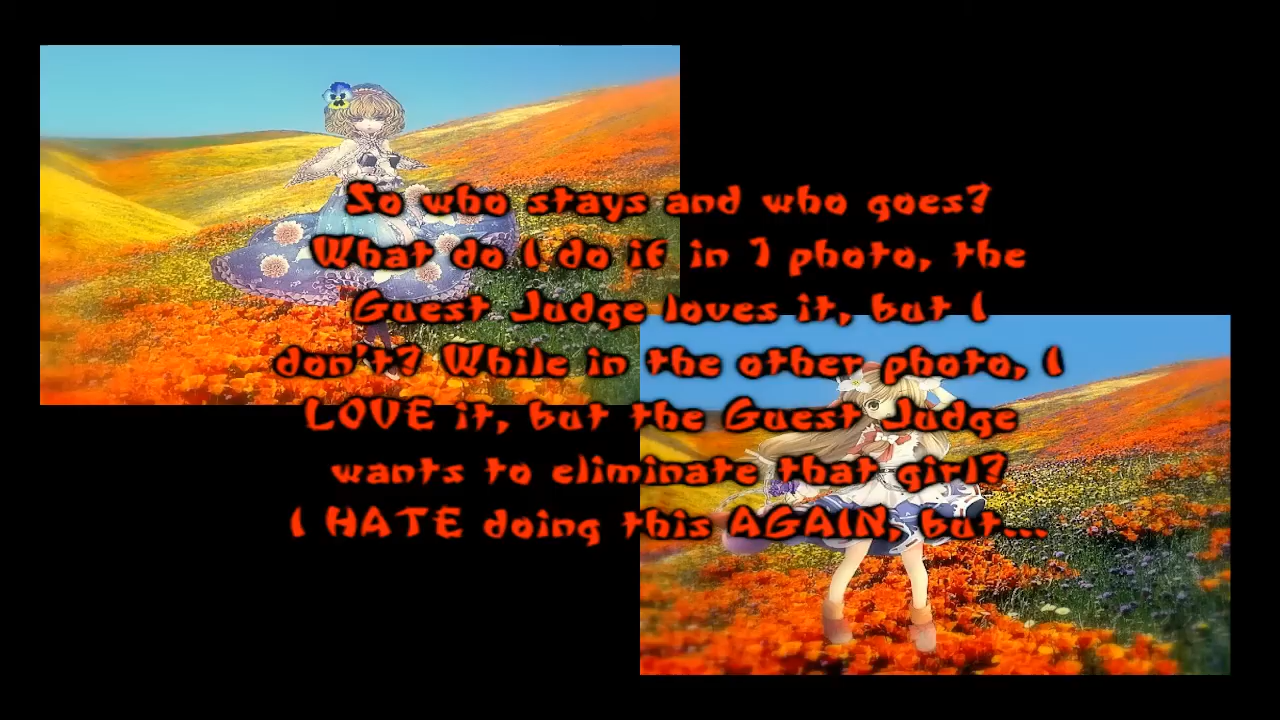 So who stays and who goes?
What do I do if in 1 photo, the
Guest Judge loves it, but I
don't? While in the other photo, I
LOVE it, but the Guest Judge
wants to eliminate that girl?
I HATE doing this AGAIN, but...